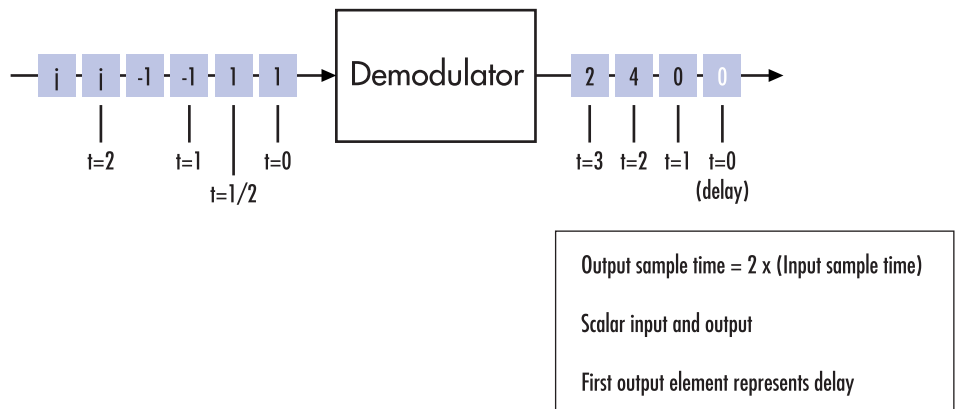 j j -1 -1 1 1 Demodulator 2 4 0 0
t=2 t=1 t=0 t=3 t=2 t=1 t=0
t=1/2 (delay)
Output sample time = 2 x (Input sample time)
Scalar input and output
First output element represents delay